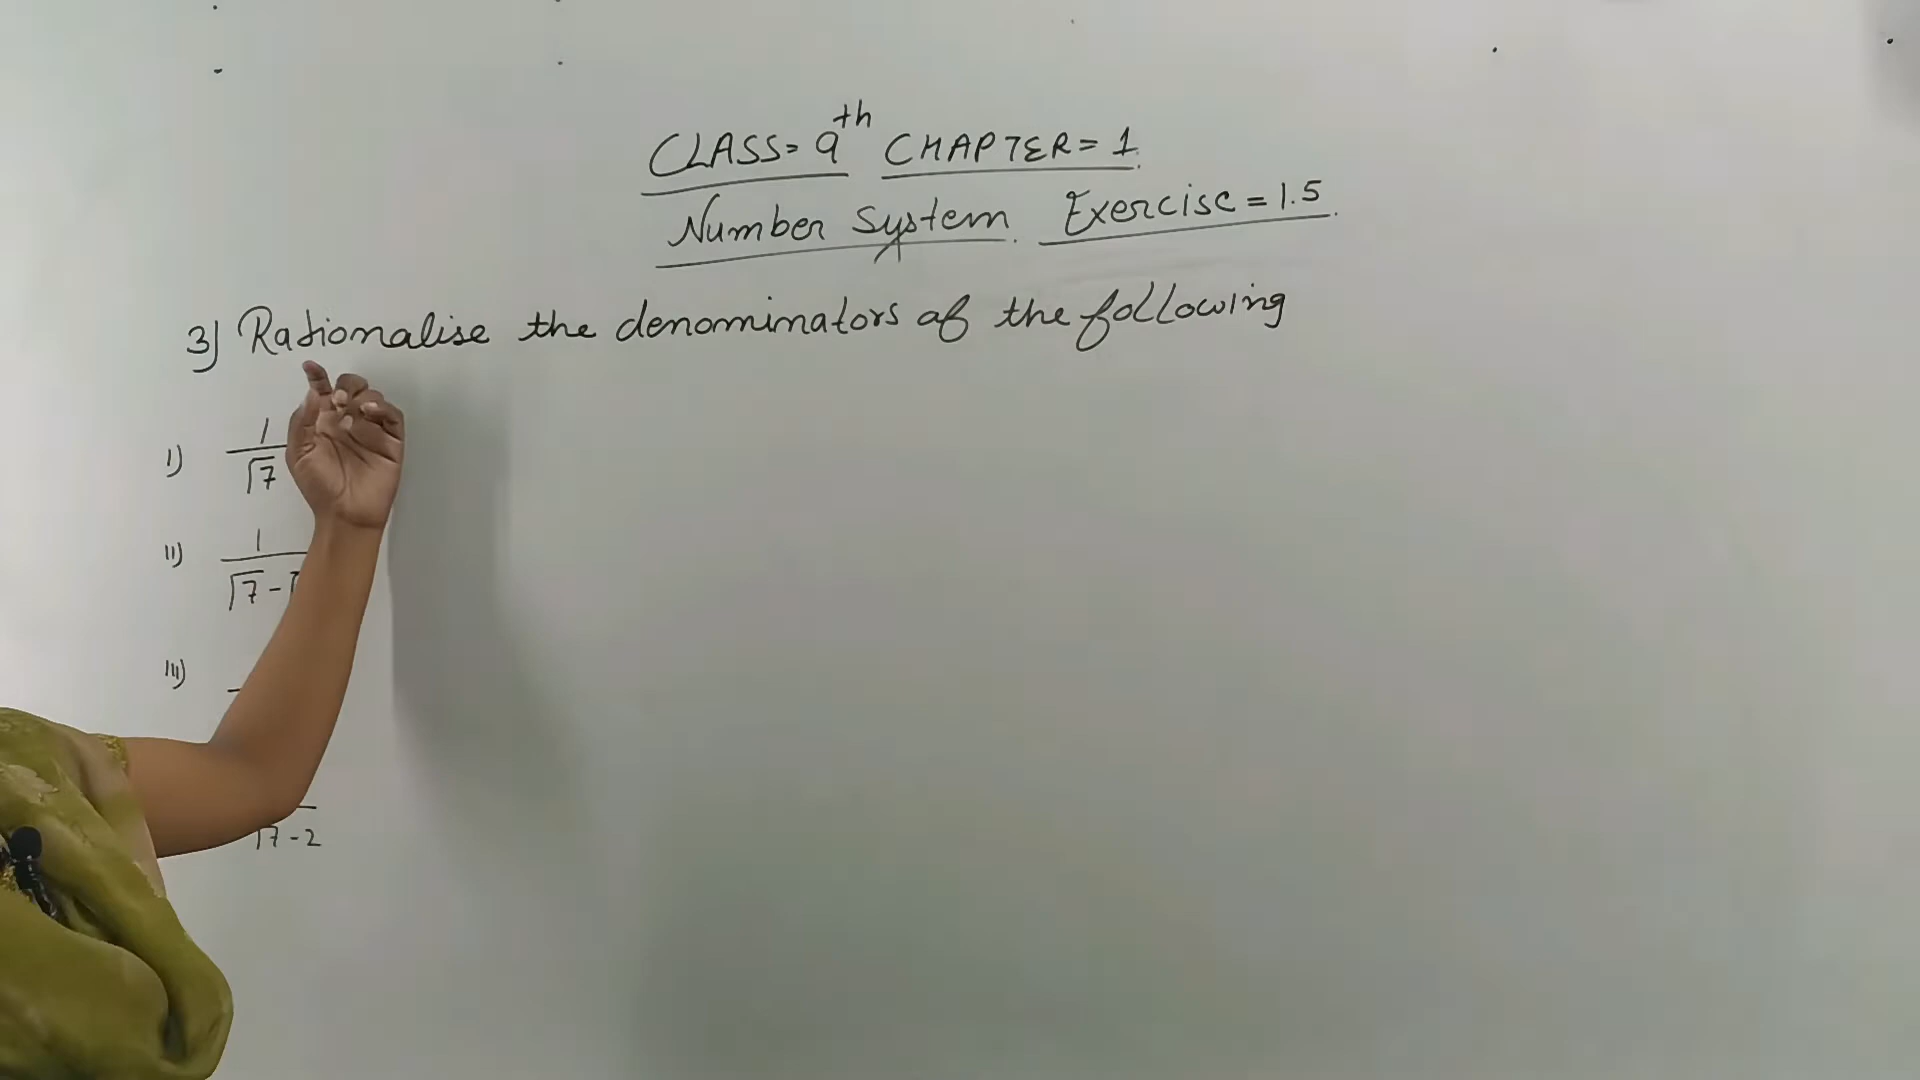 CLASS = 9th CHAPTER = 1.
Number System. Exercise = 1.5.
3) Rationalise the denominators of the following
i) 1/√7
ii) 1/√7 - √
iii)
√7 - 2